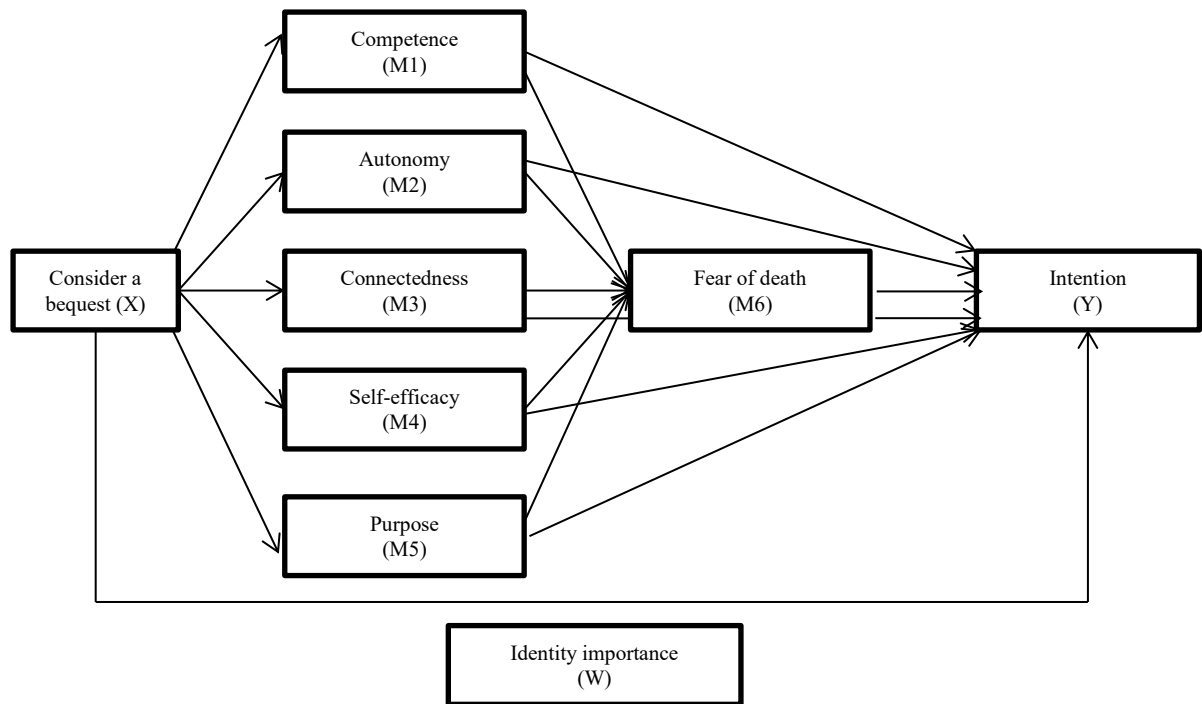 Competence
(M1)
Autonomy
(M2)
Consider a
bequest (X)
Connectedness
(M3)
Fear of death
(M6)
Intention
(Y)
Self-efficacy
(M4)
Purpose
(M5)
Identity importance
(W)